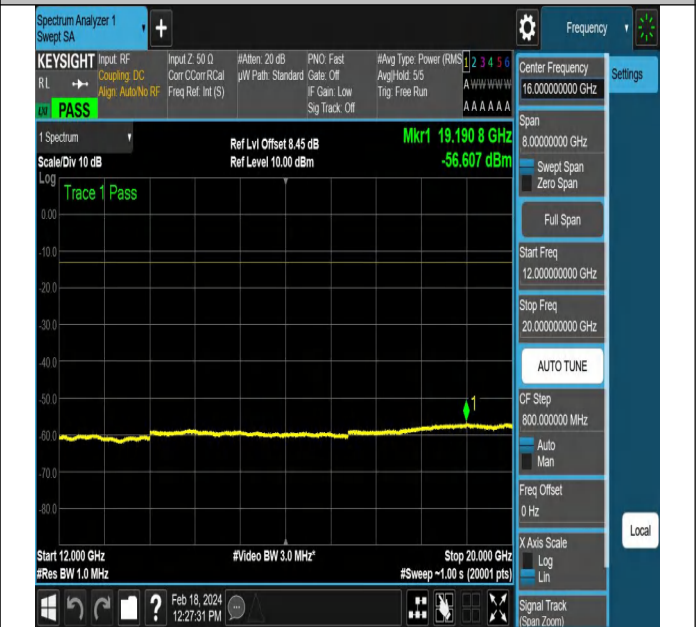 Spectrum Analyzer 1
Swept SA
+
Frequency
KEYSIGHT
RL
LXI
PASS
Input: RF
Coupling: DC
Align: Auto/No RF
Input Z: 50 Ω
Corr CCorr RCal
Freq Ref: Int (S)
#Atten: 20 dB
µW Path: Standard
PNO: Fast
Gate: Off
IF Gain: Low
Sig Track: Off
#Avg Type: Power (RMS
Avg|Hold: 5/5
Trig: Free Run
1 2 3 4 5 6
A W W W W W
A A A A A A
1 Spectrum
Scale/Div 10 dB
Ref Lvl Offset 8.45 dB
Ref Level 10.00 dBm
Mkr1 19.190 8 GHz
-56.607 dBm
Log
Trace 1 Pass
0.00
-10.0
-20.0
-30.0
-40.0
-50.0
-60.0
-70.0
-80.0
1
Start 12.000 GHz
#Res BW 1.0 MHz
#Video BW 3.0 MHz*
Stop 20.000 GHz
#Sweep ~1.00 s (20001 pts)
?
Feb 18, 2024
12:27:31 PM
Center Frequency
16.000000000 GHz
Settings
Span
8.00000000 GHz
Swept Span
Zero Span
Full Span
Start Freq
12.000000000 GHz
Stop Freq
20.000000000 GHz
AUTO TUNE
CF Step
800.000000 MHz
Auto
Man
Freq Offset
0 Hz
X Axis Scale
Log
Lin
Local
Signal Track
(Span Zoom)